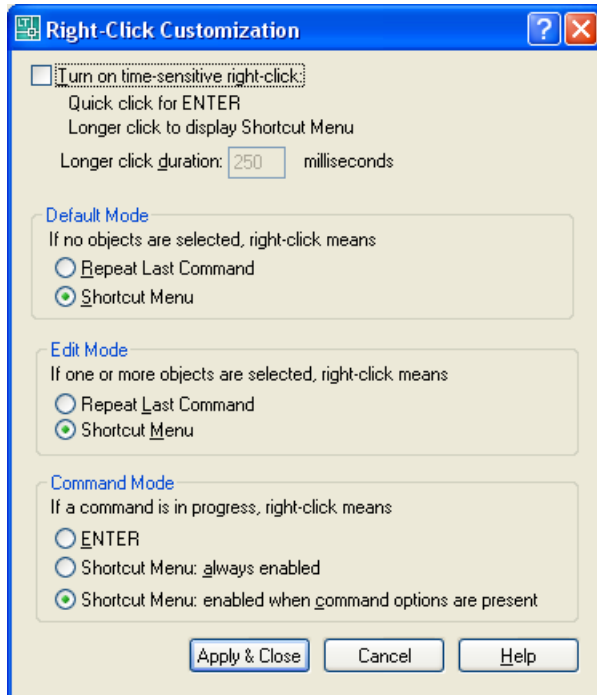 Right-Click Customization
Turn on time-sensitive right-click:
Quick click for ENTER
Longer click to display Shortcut Menu
Longer click duration: 250 milliseconds
Default Mode
If no objects are selected, right-click means
Repeat Last Command
Shortcut Menu
Edit Mode
If one or more objects are selected, right-click means
Repeat Last Command
Shortcut Menu
Command Mode
If a command is in progress, right-click means
ENTER
Shortcut Menu: always enabled
Shortcut Menu: enabled when command options are present
Apply & Close Cancel Help